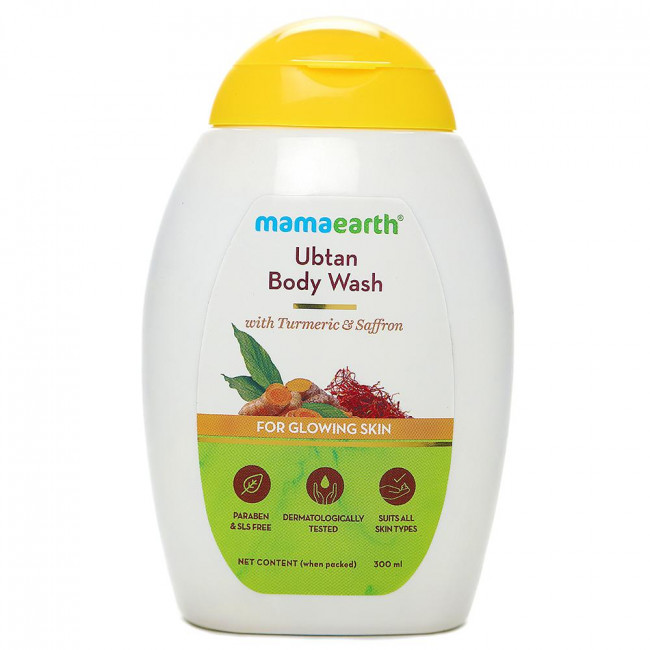 mamaearth®
Ubtan
Body Wash
with Turmeric & Saffron
FOR GLOWING SKIN
PARABEN
& SLS FREE
DERMATOLOGICALLY
TESTED
SUITS ALL
SKIN TYPES
NET CONTENT (when packed) 300 ml